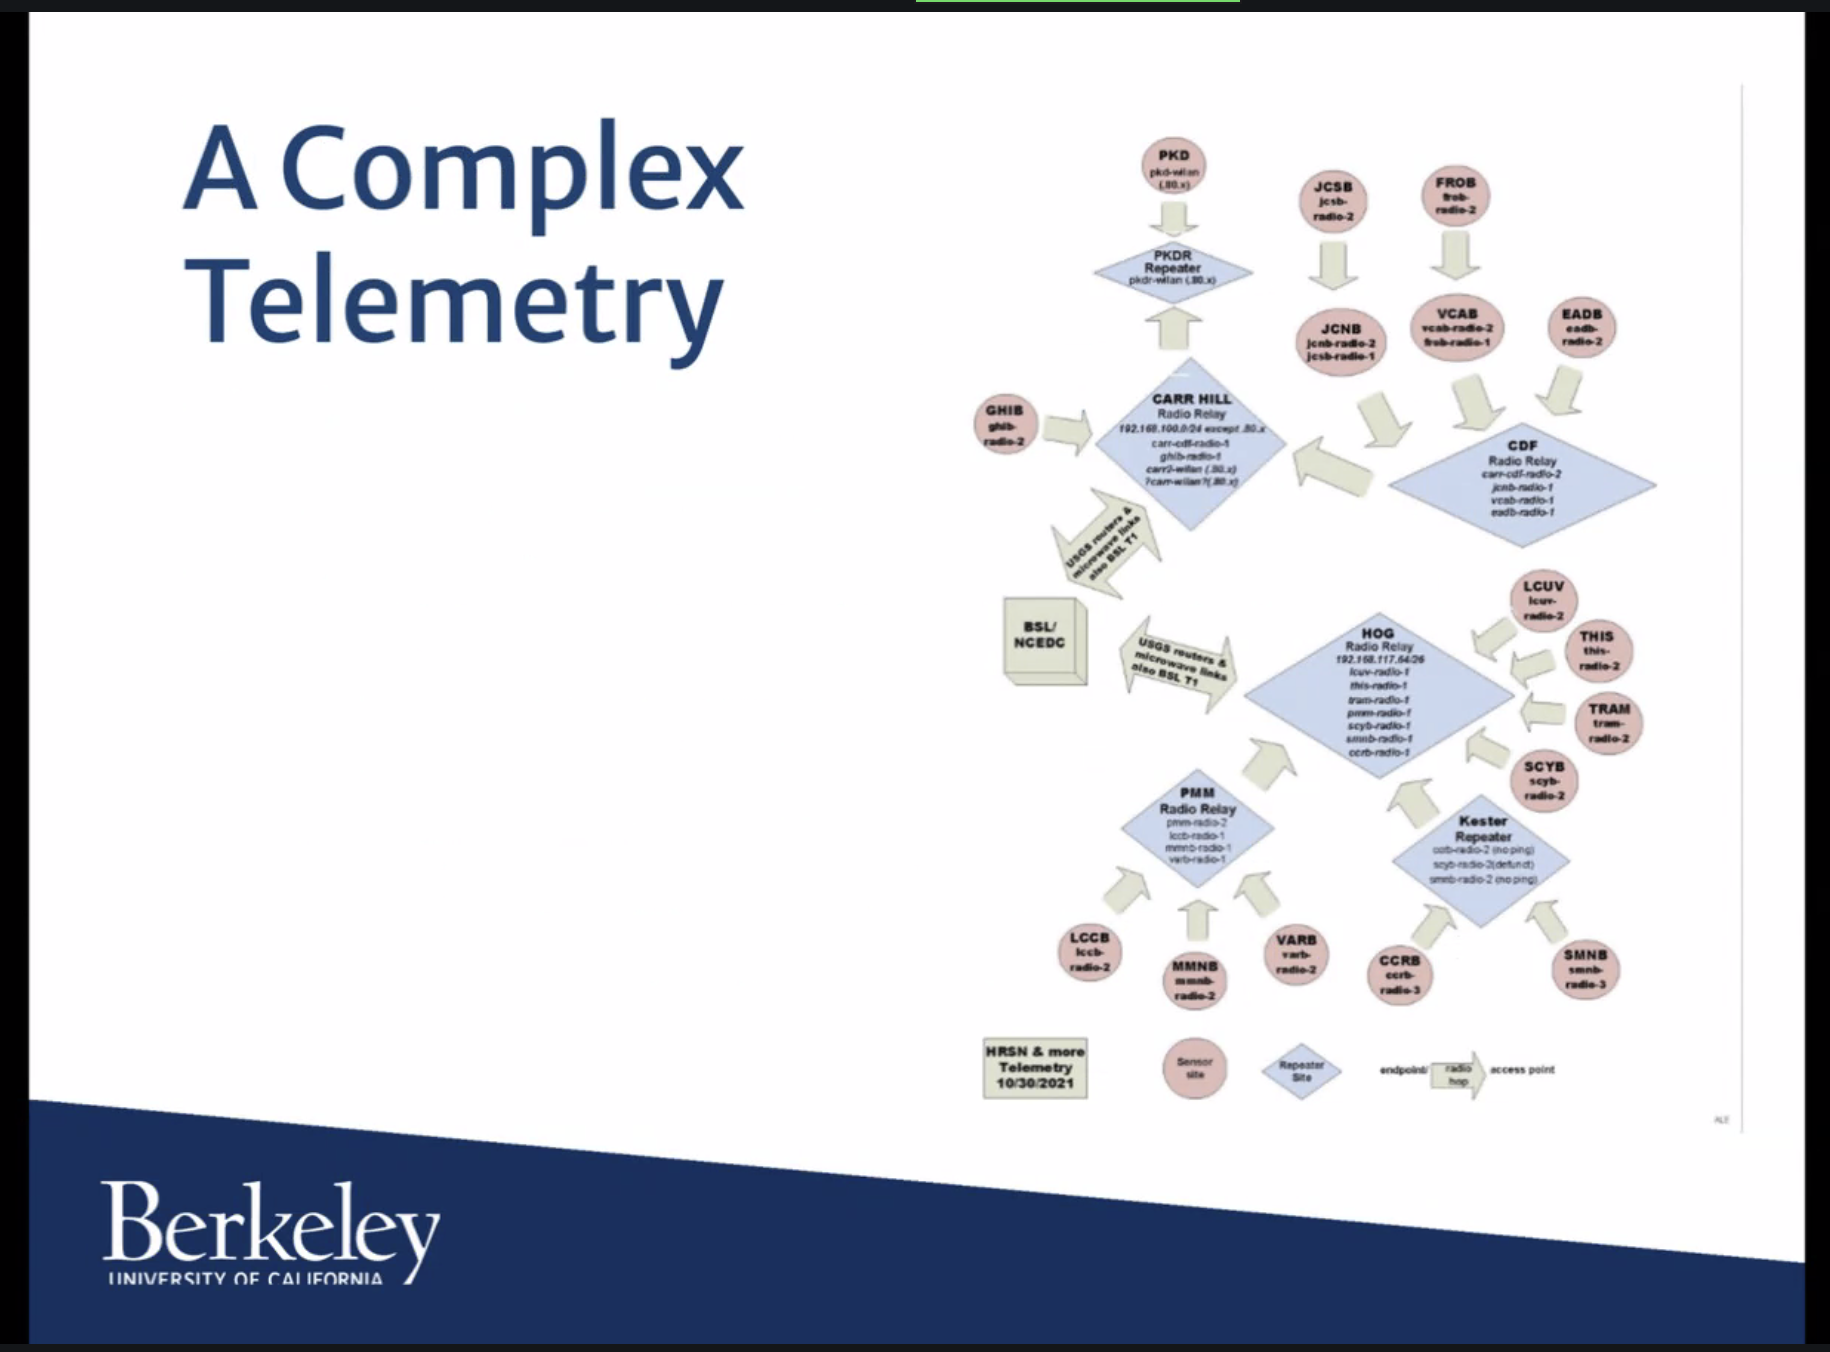 A Complex
Telemetry
PKD
pkd-wlan
(.80.x)
JCSB
jcsb-
radio-2
FROB
frob-
radio-2
PKDR
Repeater
pkdr-wlan (.80.x)
JCNB
jcnb-radio-2
jcsb-radio-1
VCAB
vcab-radio-2
frob-radio-1
EADB
eadb-
radio-2
GHIB
ghib-
radio-2
CARR HILL
Radio Relay
192.168.100.0/24 except .80.x
carr-cdf-radio-1
ghib-radio-1
carr2-wlan (.80.x)
?carr-wlan?(.80.x)
CDF
Radio Relay
carr-cdf-radio-2
jcnb-radio-1
vcab-radio-1
eadb-radio-1
USGS routers &
microwave links
also BSL T1
BSL/
NCEDC
USGS routers &
microwave links
also BSL T1
HOG
Radio Relay
192.168.117.64/26
lcuv-radio-1
this-radio-1
tram-radio-1
pmm-radio-1
scyb-radio-1
smnb-radio-1
ccrb-radio-1
LCUV
lcuv-
radio-2
THIS
this-
radio-2
TRAM
tram-
radio-2
SCYB
scyb-
radio-2
PMM
Radio Relay
pmm-radio-2
lccb-radio-1
mmnb-radio-1
varb-radio-1
Kester
Repeater
ccrb-radio-2 (no ping)
scyb-radio-2(defunct)
smnb-radio-2 (no ping)
LCCB
lccb-
radio-2
MMNB
mmnb-
radio-2
VARB
varb-
radio-2
CCRB
ccrb-
radio-3
SMNB
smnb-
radio-3
HRSN & more
Telemetry
10/30/2021
Sensor
site
Repeater
Site
endpoint/
radio
hop
access point
Berkeley
UNIVERSITY OF CALIFORNIA